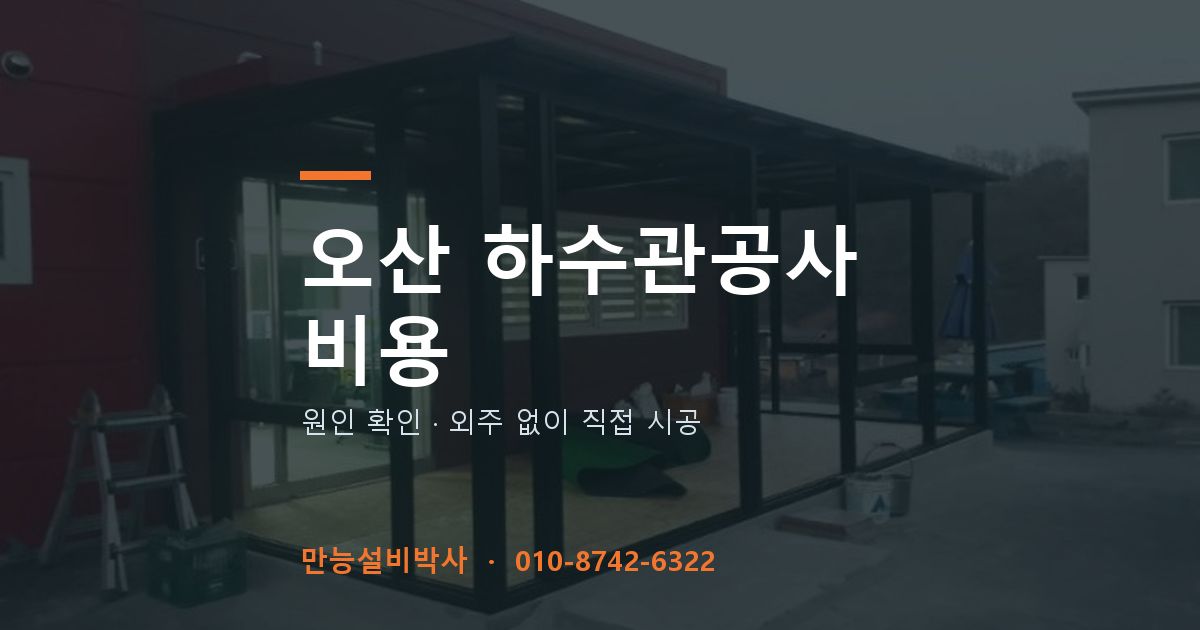 오산 하수관공사
비용
원인 확인 · 외주 없이 직접 시공
만능설비박사 · 010-8742-6322